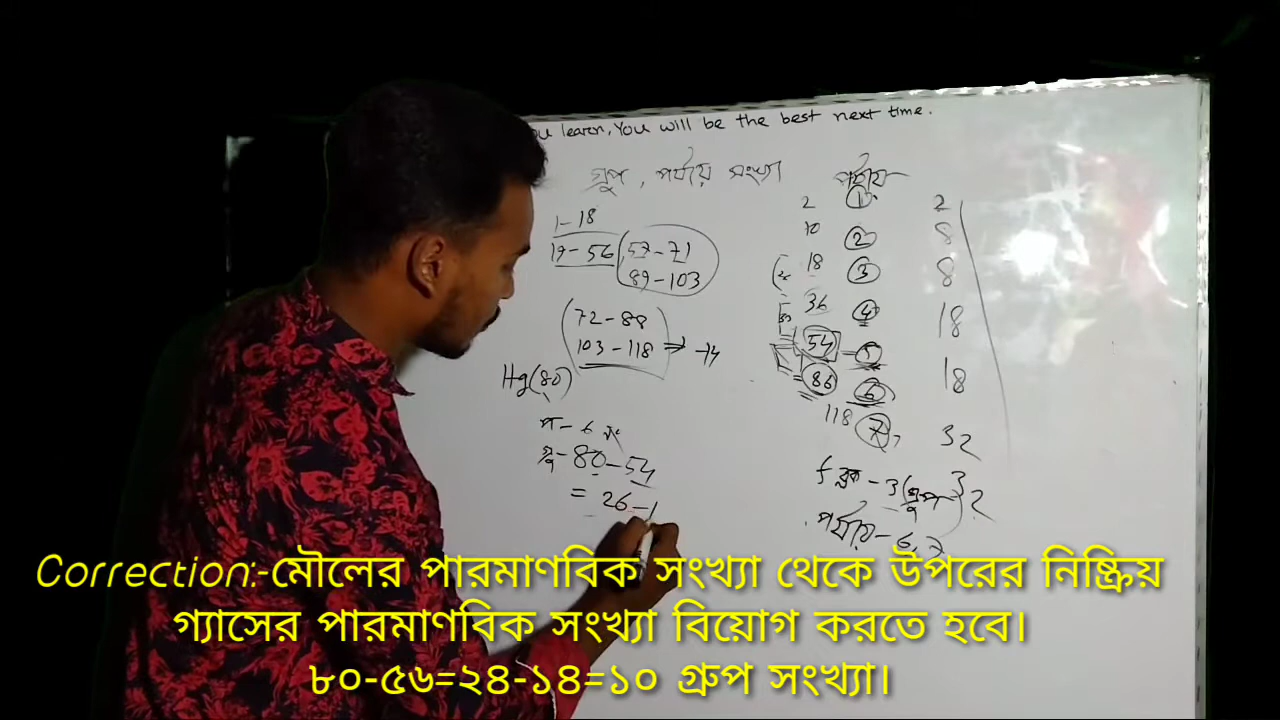 you learn, You will be the best next time.
গ্রুপ, পর্যায় সংখ্যা
পর্যায়
1-18
19-56
57-71
89-103
72-88
103-118 ⇒ -14
Hg(80)
প- 6
গ্রু- 80-54
= 26-1
2 1 2
10 2 8
18 3 8
36 4 18
54 5 18
86 6
118 7 32
f ব্লক - 3(গ্রুপ
পর্যায়- 6, 7
Correction:-মৌলের পারমাণবিক সংখ্যা থেকে উপরের নিষ্ক্রিয়
গ্যাসের পারমাণবিক সংখ্যা বিয়োগ করতে হবে।
৮০-৫৬=২৪-১৪=১০ গ্রুপ সংখ্যা।